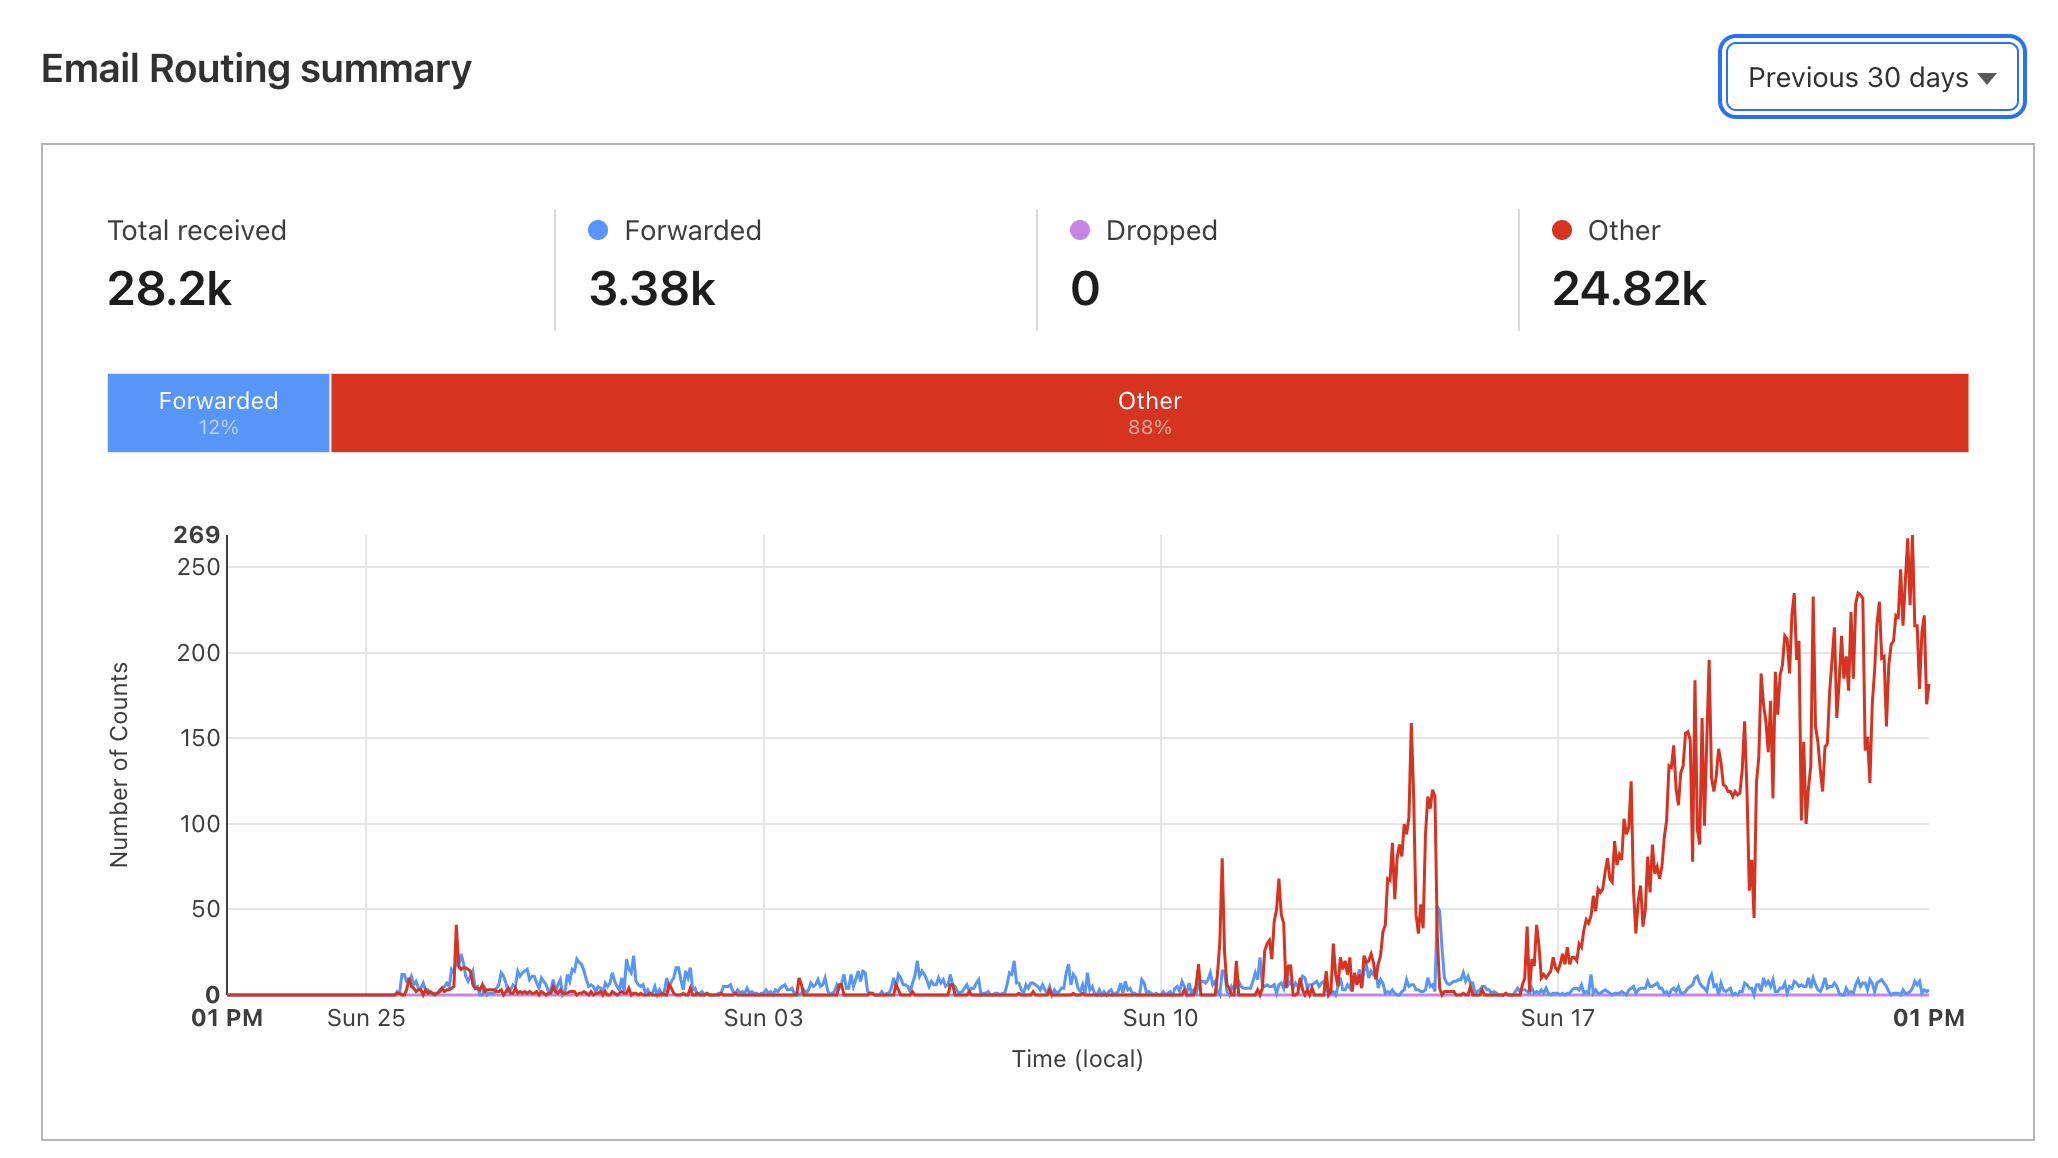 Email Routing summary
Previous 30 days
Total received
28.2k
Forwarded
3.38k
Dropped
0
Other
24.82k
Forwarded
12%
Other
88%
269
250
200
150
100
50
0
Number of Counts
01 PM
Sun 25
Sun 03
Sun 10
Sun 17
01 PM
Time (local)